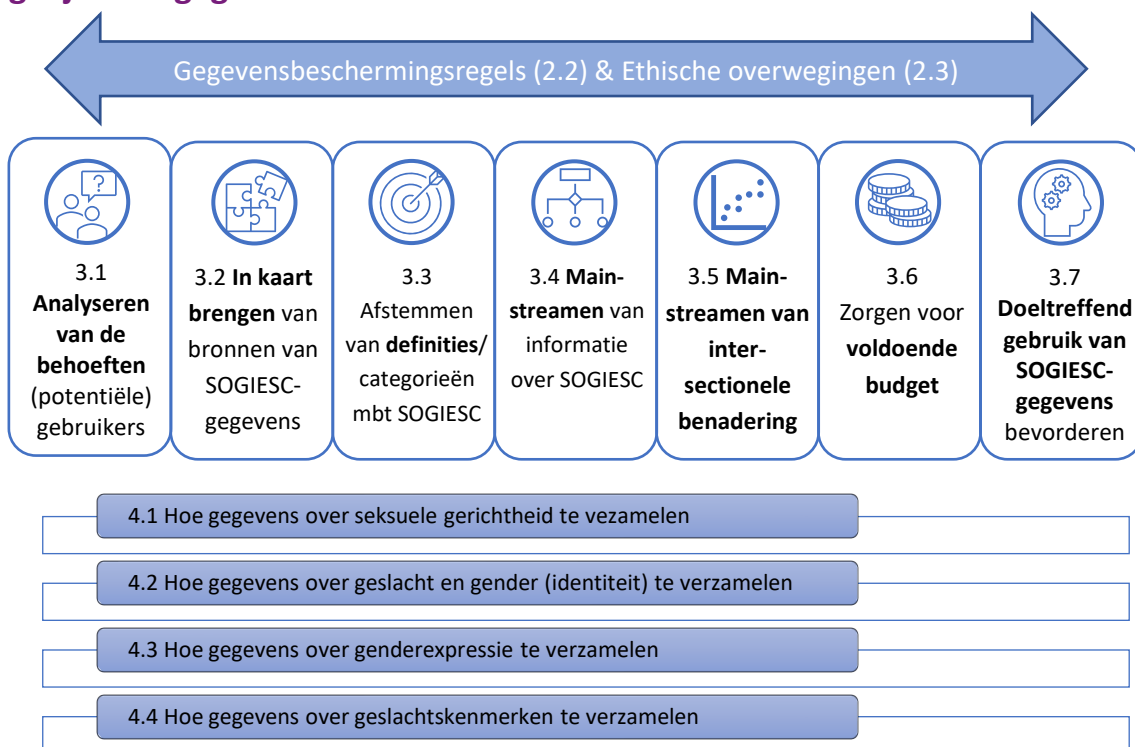 Gegevensbeschermingsregels (2.2) & Ethische overwegingen (2.3)
?
3.1
Analyseren
van de
behoeften
(potentiële)
gebruikers
3.2 In kaart
brengen van
bronnen van
SOGIESC-
gegevens
3.3
Afstemmen
van definities/
categorieën
mbt SOGIESC
3.4 Main-
streamen van
informatie
over SOGIESC
3.5 Main-
streamen van
inter-
sectionele
benadering
3.6
Zorgen voor
voldoende
budget
3.7
Doeltreffend
gebruik van
SOGIESC-
gegevens
bevorderen
4.1 Hoe gegevens over seksuele gerichtheid te vezamelen
4.2 Hoe gegevens over geslacht en gender (identiteit) te verzamelen
4.3 Hoe gegevens over genderexpressie te verzamelen
4.4 Hoe gegevens over geslachtskenmerken te verzamelen